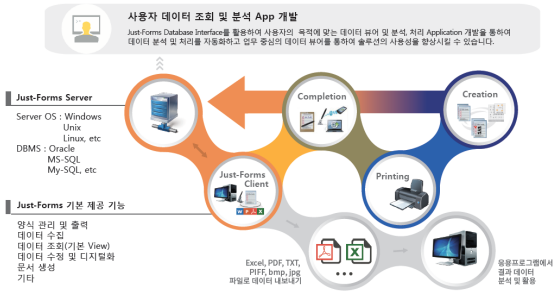 사용자 데이터 조회 및 분석 App 개발
Just-Forms Database Interface를 활용하여 사용자의 목적에 맞는 데이터 뷰어 및 분석, 처리 Application 개발을 통하여
데이터 분석 및 처리를 자동화하고 업무 중심의 데이터 뷰어를 통하여 솔루션의 사용성을 향상시킬 수 있습니다.
Just-Forms Server
Server OS : Windows
Unix
Linux, etc
DBMS : Oracle
MS-SQL
My-SQL, etc
Completion
Creation
Just-Forms
Client
W P X
Printing
Just-Forms 기본 제공 기능
양식 관리 및 출력
데이터 수집
데이터 조회(기본 View)
데이터 수정 및 디지털화
문서 생성
기타
Excel, PDF, TXT,
PIFF, bmp, jpg
파일로 데이터 내보내기
응용프로그램에서
결과 데이터
분석 및 활용